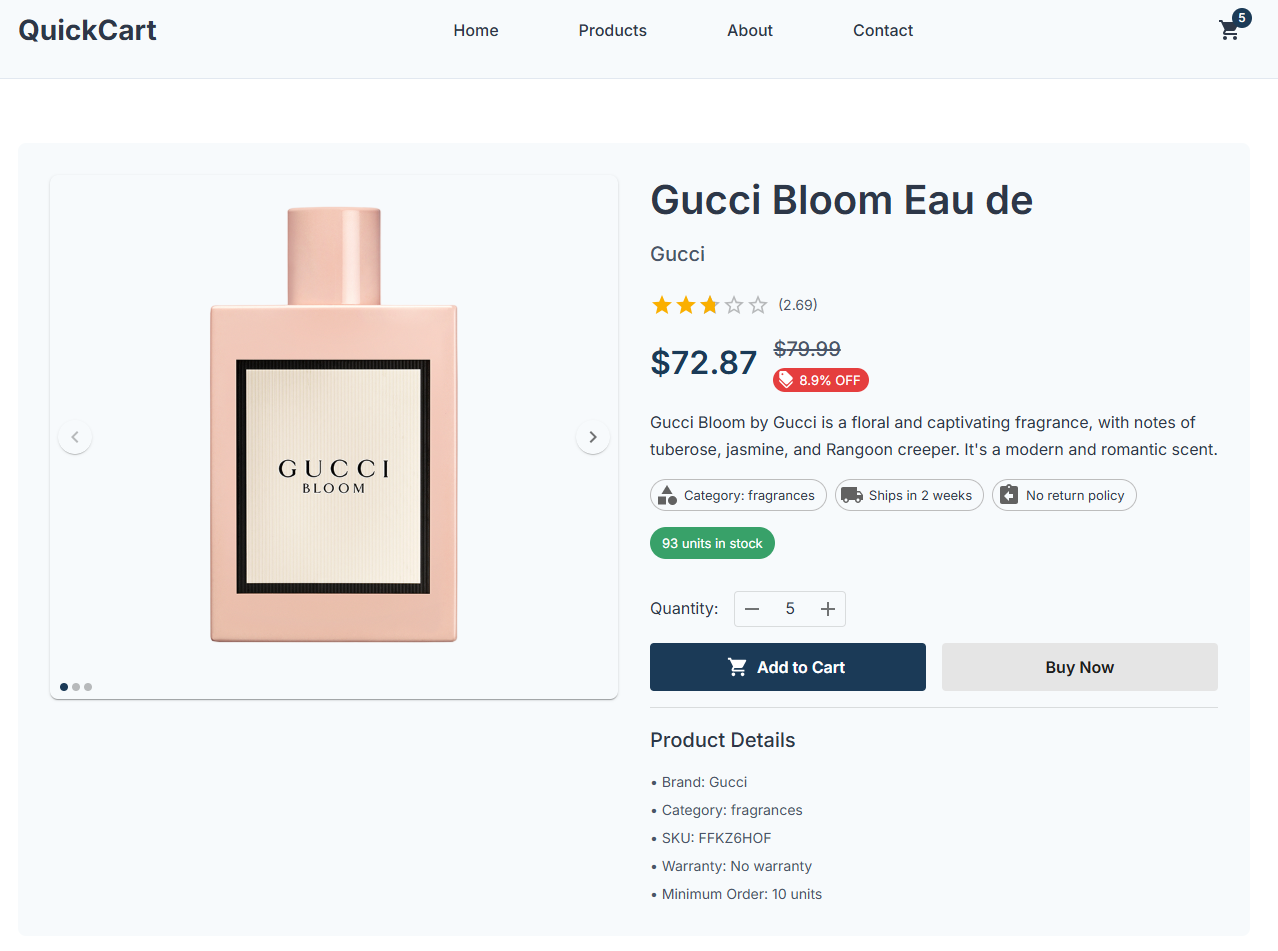 QuickCart
Home
Products
About
Contact
5
GUCCI
BLOOM
Gucci Bloom Eau de
Gucci
(2.69)
$72.87
$79.99
8.9% OFF
Gucci Bloom by Gucci is a floral and captivating fragrance, with notes of
tuberose, jasmine, and Rangoon creeper. It's a modern and romantic scent.
Category: fragrances
Ships in 2 weeks
No return policy
93 units in stock
Quantity:
5
Add to Cart
Buy Now
Product Details
• Brand: Gucci
• Category: fragrances
• SKU: FFKZ6HOF
• Warranty: No warranty
• Minimum Order: 10 units